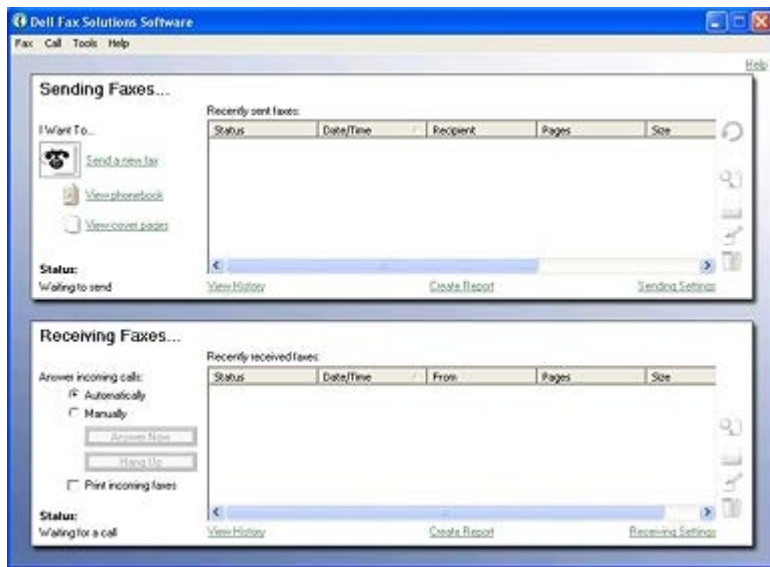 Dell Fax Solutions Software
Fax Call Tools Help
Help
Sending Faxes...
Recently sent faxes:
I Want To...
Status Date/Time Recipient Pages Size
Send a new fax
View phonebook
View cover pages
Status:
Waiting to send
View History Create Report Sending Settings
Receiving Faxes...
Recently received faxes:
Answer incoming calls:
Status Date/Time From Pages Size
Automatically
Manually
Answer Now
Hang Up
Print incoming faxes
Status:
Waiting for a call
View History Create Report Receiving Settings